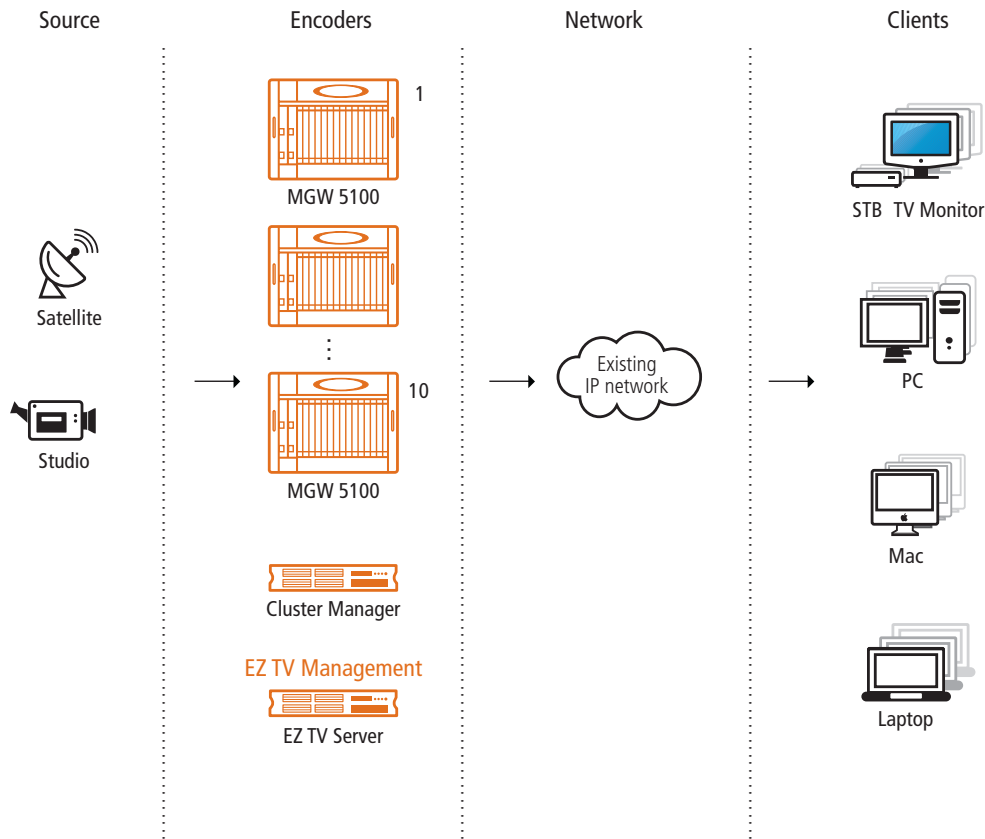 Source
Encoders
Network
Clients
1
MGW 5100
10
MGW 5100
Satellite
Studio
Cluster Manager
EZ TV Management
EZ TV Server
Existing
IP network
STB TV Monitor
PC
Mac
Laptop